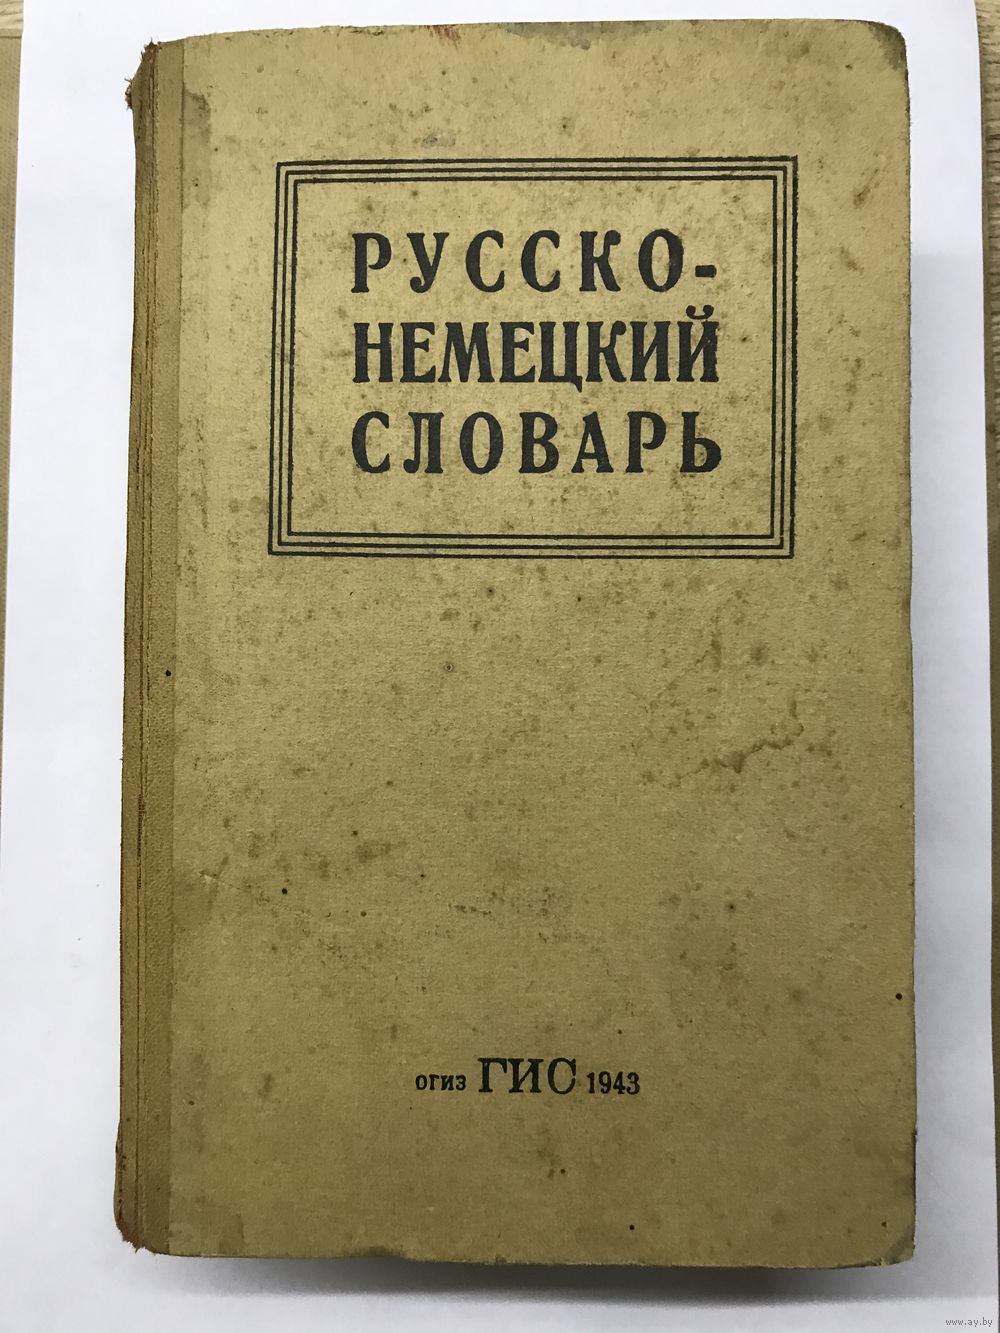 РУССКО-
НЕМЕЦКИЙ
СЛОВАРЬ
ОГИЗ ГИС 1943
www.ay.by